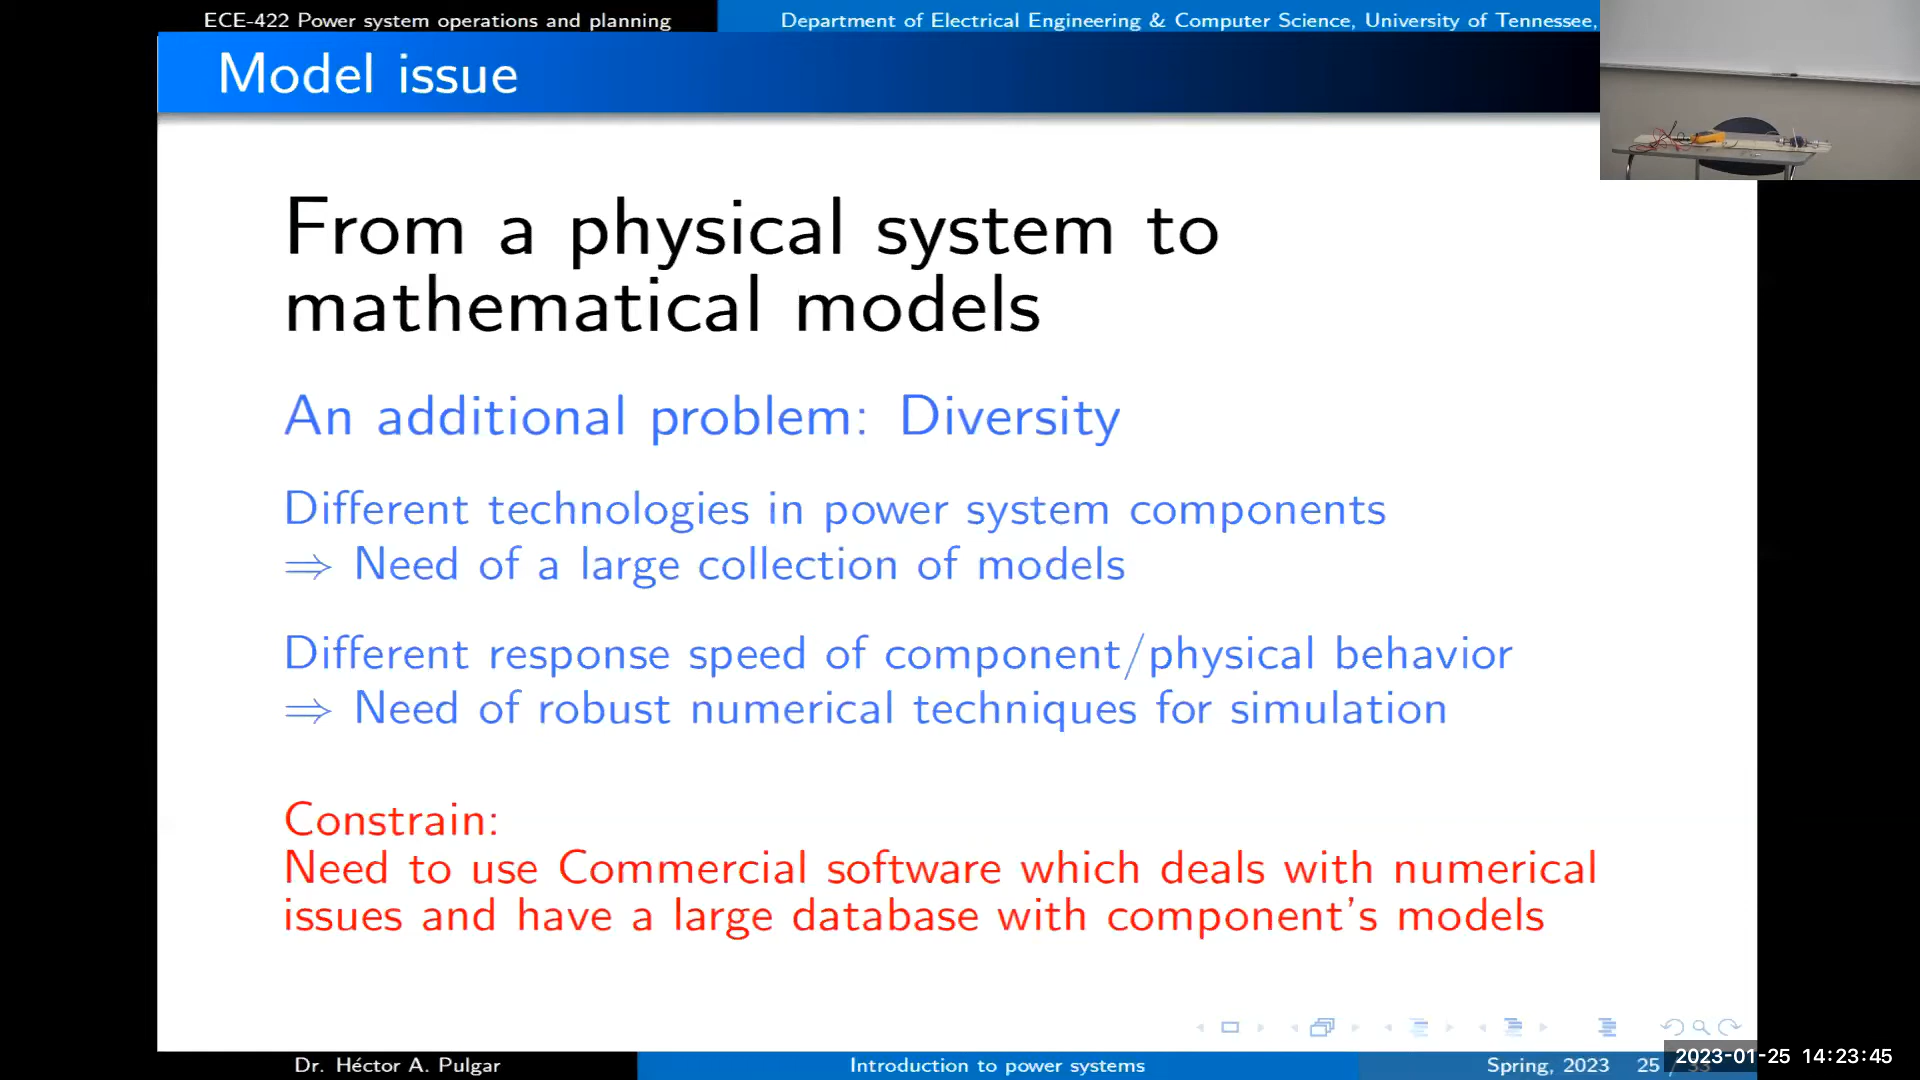 ECE-422 Power system operations and planning
Department of Electrical Engineering & Computer Science, University of Tennessee,
Model issue
From a physical system to
mathematical models
An additional problem: Diversity
Different technologies in power system components
⇒ Need of a large collection of models
Different response speed of component/physical behavior
⇒ Need of robust numerical techniques for simulation
Constrain:
Need to use Commercial software which deals with numerical
issues and have a large database with component's models
Dr. Héctor A. Pulgar
Introduction to power systems
Spring, 2023 25
2023-01-25 14:23:45